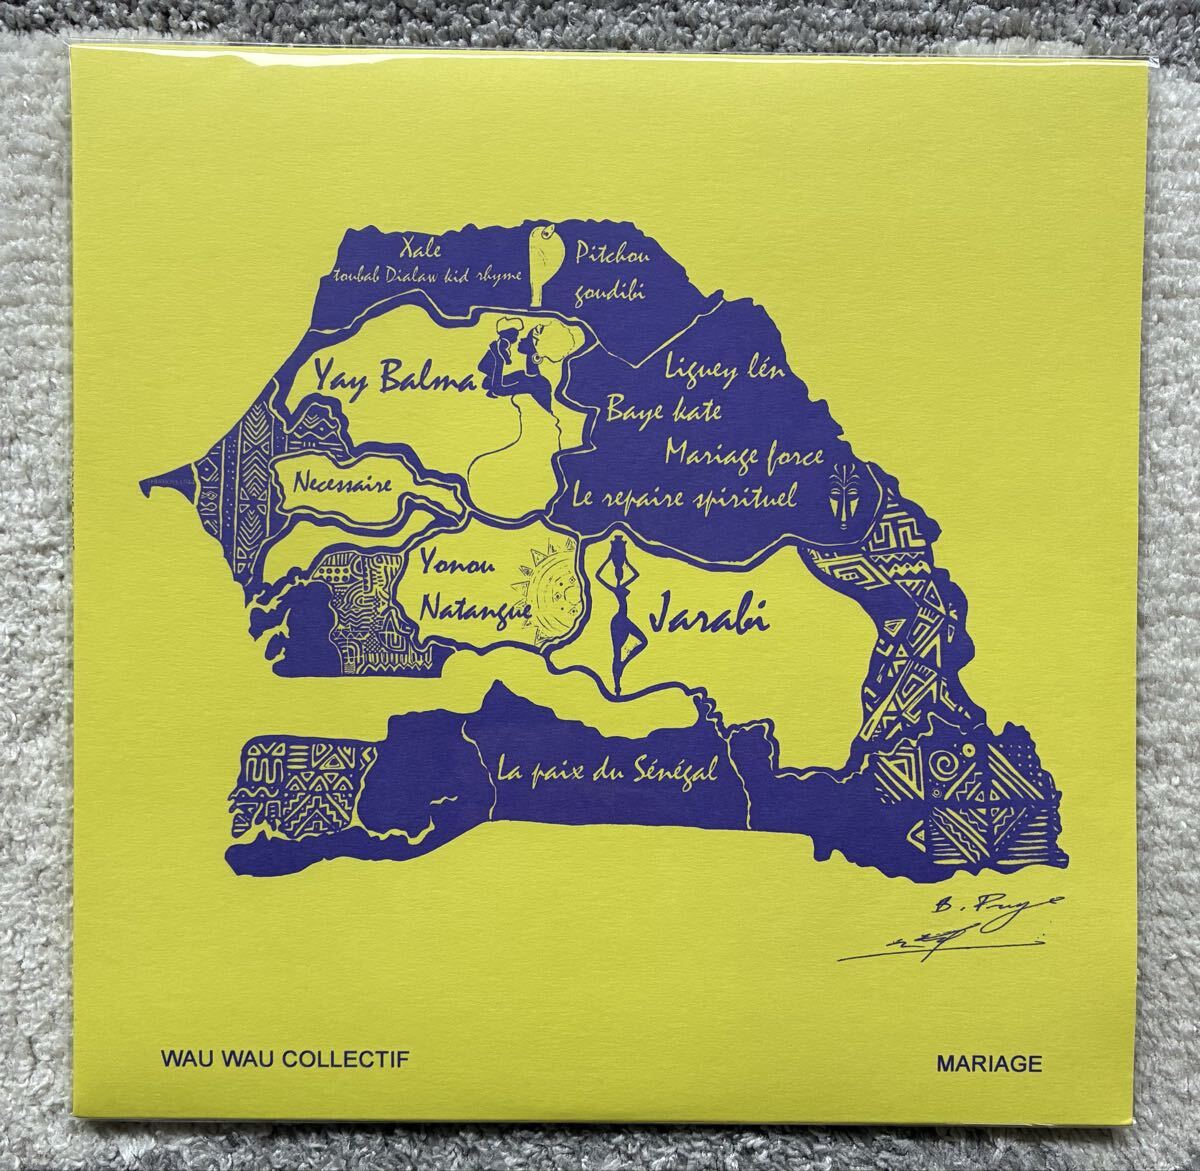 Xale
toubab Dialaw kid rhyme
Pitchou
goudibi
Yay Balma
Liguey lén
Baye kate
Mariage force
Le repaire spirituel
Necessaire
Yonou
Natangue
Jarabi
La paix du Sénégal
WAU WAU COLLECTIF
MARIAGE